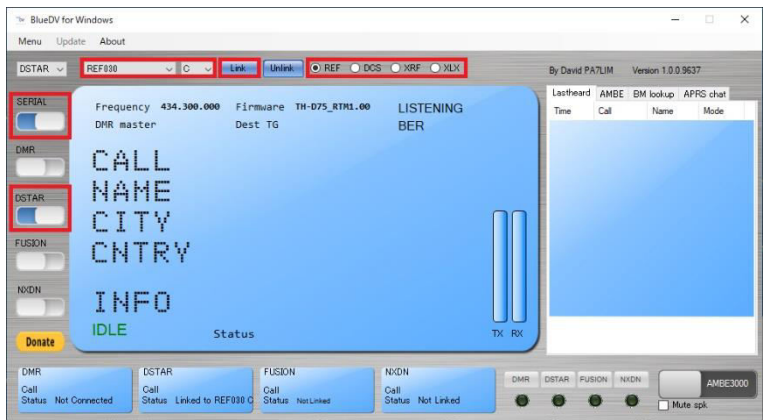 BlueDV for Windows
Menu Update About
DSTAR REF030 C Link Unlink REF DCS XRF XLX By David PA7LIM Version 1.0.0.9637
SERIAL
DMR
DSTAR
FUSION
NXDN
Donate
Frequency 434.300.000 Firmware TH-D75_RTM1.00 LISTENING
DMR master Dest TG BER
CALL
NAME
CITY
CNTRY
INFO
IDLE Status TX RX
Lastheard AMBE BM lookup APRS chat
Time Call Name Mode
DMR
Call
Status Not Connected
DSTAR
Call
Status Linked to REF030 C
FUSION
Call
Status Not Linked
NXDN
Call
Status Not Linked
DMR DSTAR FUSION NXDN
AMBE3000
Mute spk.